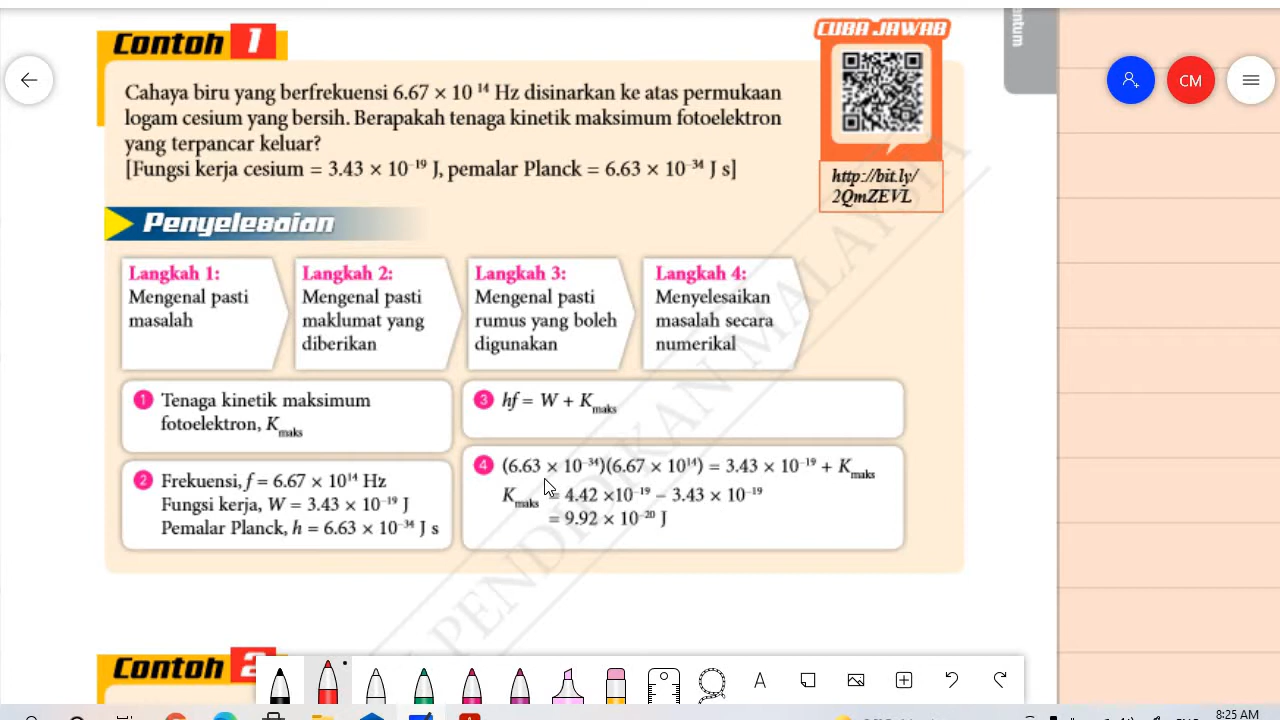 Contoh 1
Cahaya biru yang berfrekuensi 6.67 × 10 ¹⁴ Hz disinarkan ke atas permukaan
logam cesium yang bersih. Berapakah tenaga kinetik maksimum fotoelektron
yang terpancar keluar?
[Fungsi kerja cesium = 3.43 × 10⁻¹⁹ J, pemalar Planck = 6.63 × 10⁻³⁴ J s]
CUBA JAWAB
http://bit.ly/
2QmZEVL
entum
CM
Penyelesaian
Langkah 1:
Mengenal pasti
masalah
Langkah 2:
Mengenal pasti
maklumat yang
diberikan
Langkah 3:
Mengenal pasti
rumus yang boleh
digunakan
Langkah 4:
Menyelesaikan
masalah secara
numerikal
1 Tenaga kinetik maksimum
fotoelektron, Kmaks
2 Frekuensi, f = 6.67 × 10¹⁴ Hz
Fungsi kerja, W = 3.43 × 10⁻¹⁹ J
Pemalar Planck, h = 6.63 × 10⁻³⁴ J s
3 hf = W + Kmaks
4 (6.63 × 10⁻³⁴)(6.67 × 10¹⁴) = 3.43 × 10⁻¹⁹ + Kmaks
Kmaks = 4.42 ×10⁻¹⁹ − 3.43 × 10⁻¹⁹
= 9.92 × 10⁻²⁰ J
PENDIDIKAN MALAYSIA
Contoh 2
A
8:25 AM